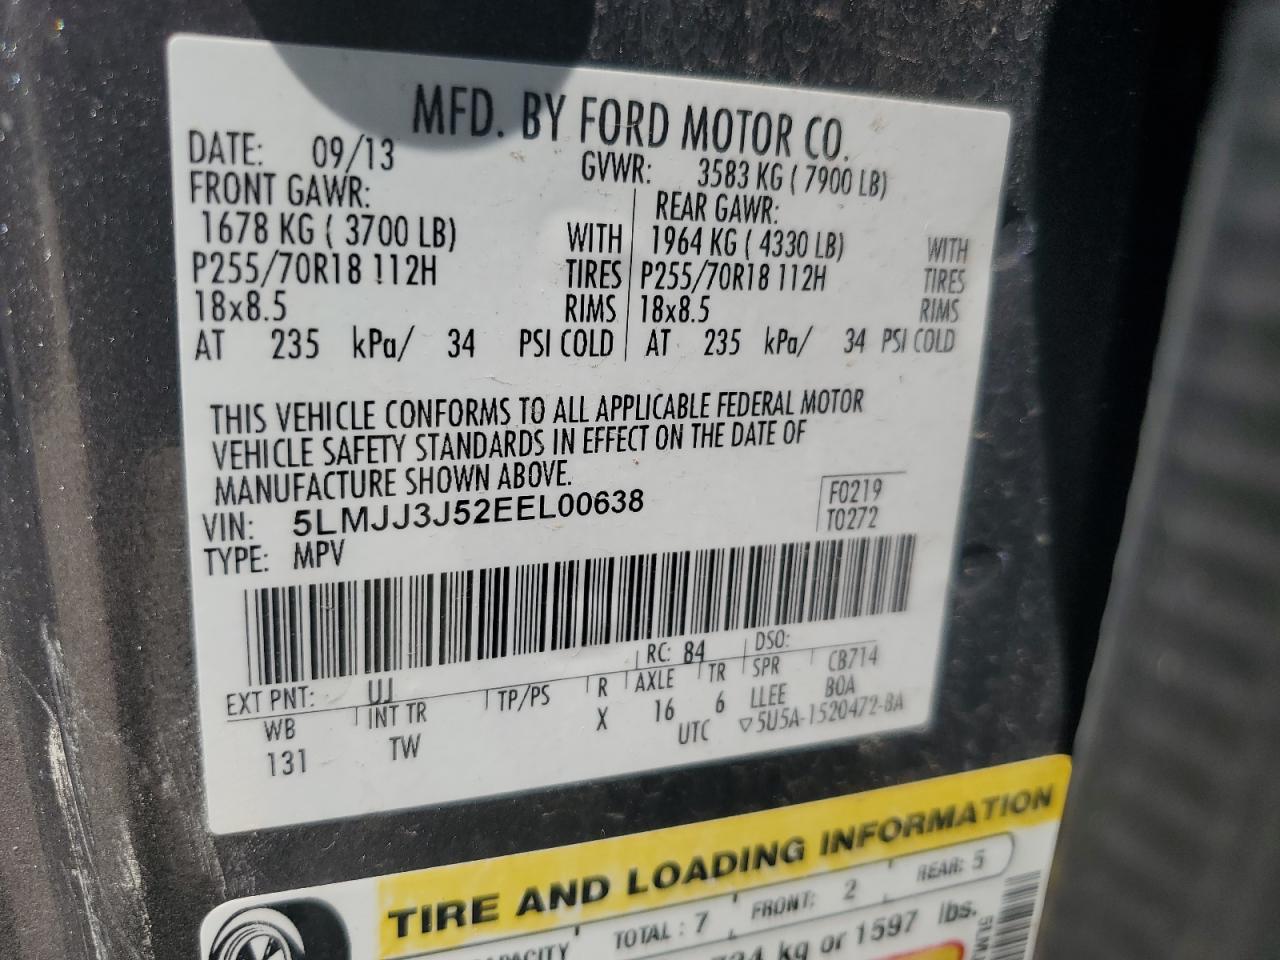 MFD. BY FORD MOTOR CO.
DATE: 09/13 GVWR: 3583 KG ( 7900 LB)
FRONT GAWR: REAR GAWR:
1678 KG ( 3700 LB) WITH 1964 KG ( 4330 LB) WITH
P255/70R18 112H TIRES P255/70R18 112H TIRES
18x8.5 RIMS 18x8.5 RIMS
AT 235 kPa/ 34 PSI COLD AT 235 kPa/ 34 PSI COLD
THIS VEHICLE CONFORMS TO ALL APPLICABLE FEDERAL MOTOR
VEHICLE SAFETY STANDARDS IN EFFECT ON THE DATE OF
MANUFACTURE SHOWN ABOVE.
VIN: 5LMJJ3J52EEL00638 F0219
TYPE: MPV T0272
RC: 84 DSO:
EXT PNT: UJ R AXLE TR SPR CB714
WB INT TR TP/PS X 16 6 LLEE BOA
131 TW UTC ▽5U5A-1520472-BA
TIRE AND LOADING INFORMATION
TOTAL : 7 FRONT: 2 REAR: 5
kg or 1597 lbs.